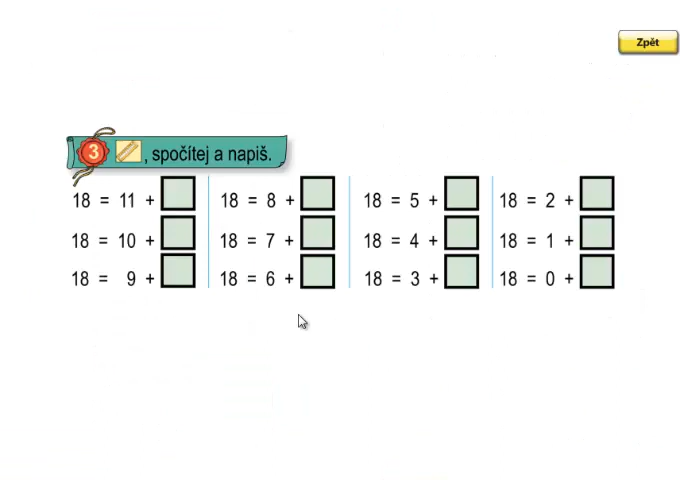 Zpět
3 , spočítej a napiš.
18 = 11 +
18 = 10 +
18 = 9 +
18 = 8 +
18 = 7 +
18 = 6 +
18 = 5 +
18 = 4 +
18 = 3 +
18 = 2 +
18 = 1 +
18 = 0 +